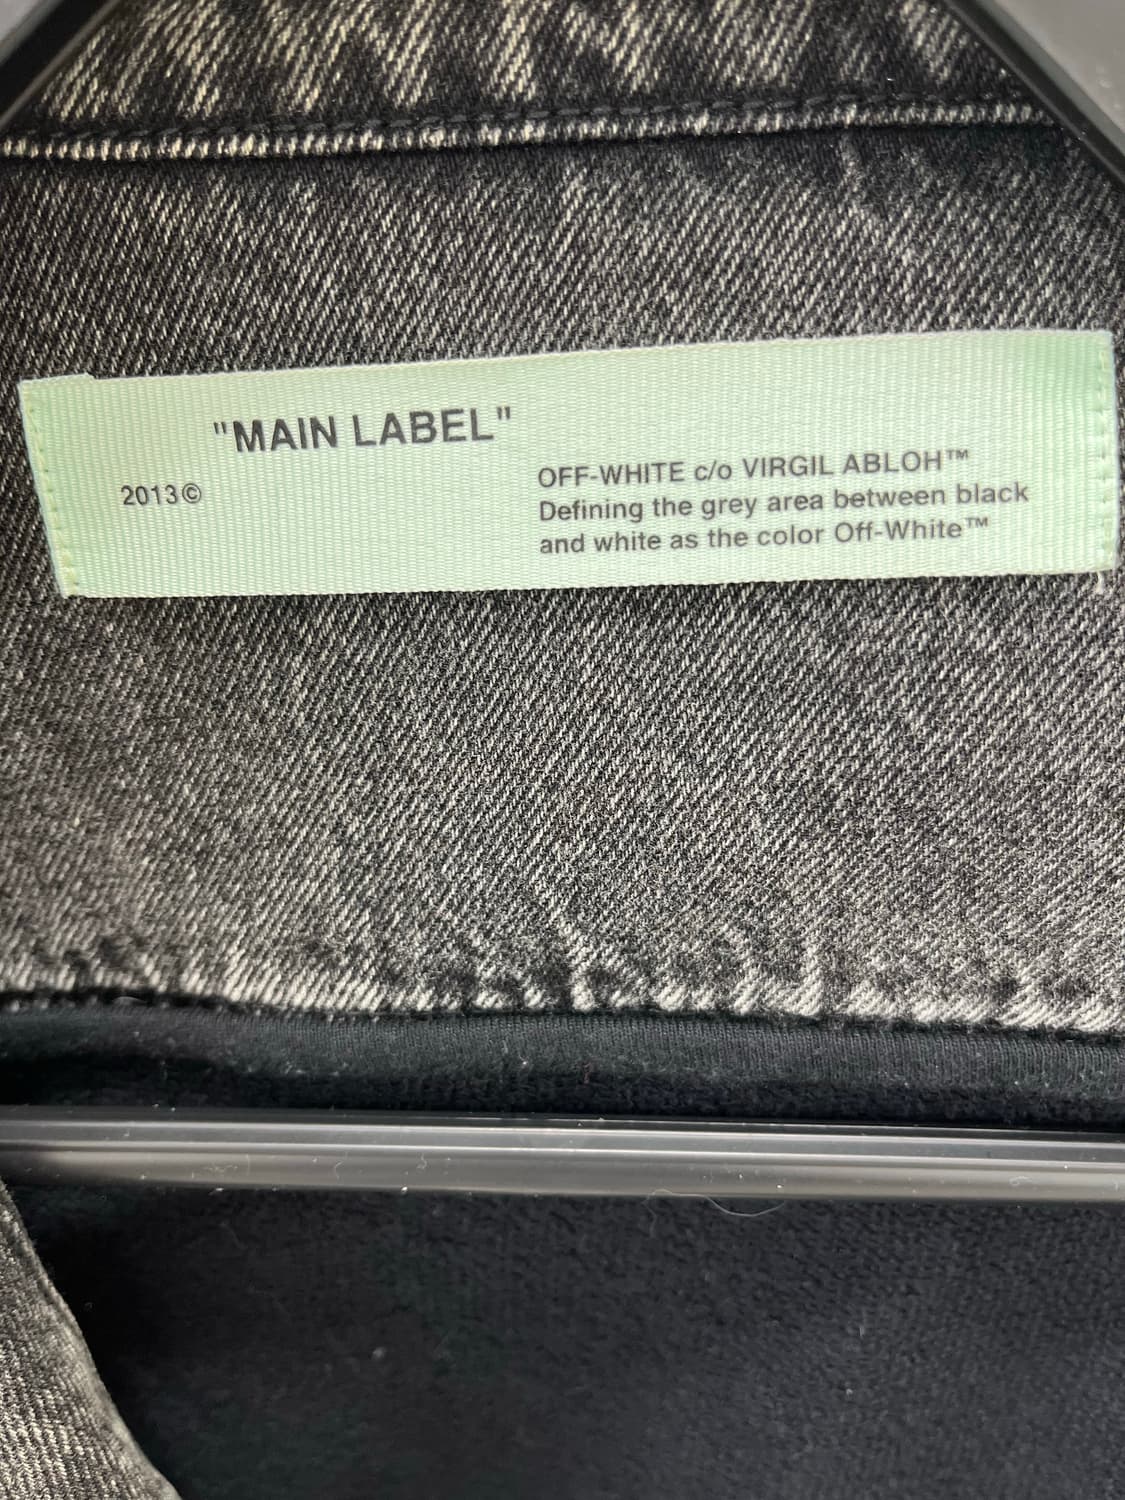 "MAIN LABEL"
2013©
OFF-WHITE c/o VIRGIL ABLOH™
Defining the grey area between black
and white as the color Off-White™